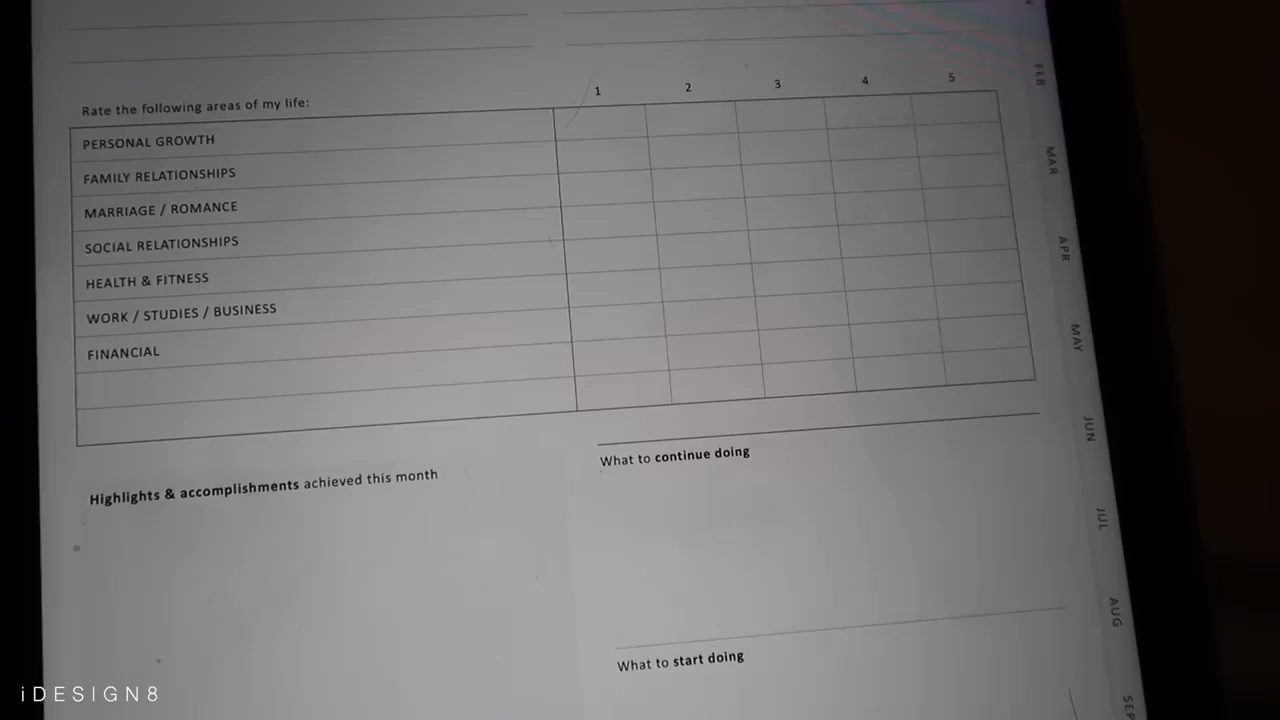 Rate the following areas of my life:
1 2 3 4 5
PERSONAL GROWTH
FAMILY RELATIONSHIPS
MARRIAGE / ROMANCE
SOCIAL RELATIONSHIPS
HEALTH & FITNESS
WORK / STUDIES / BUSINESS
FINANCIAL
Highlights & accomplishments achieved this month
What to continue doing
What to start doing
FEB
MAR
APR
MAY
JUN
JUL
AUG
SEP
iDESIGN8